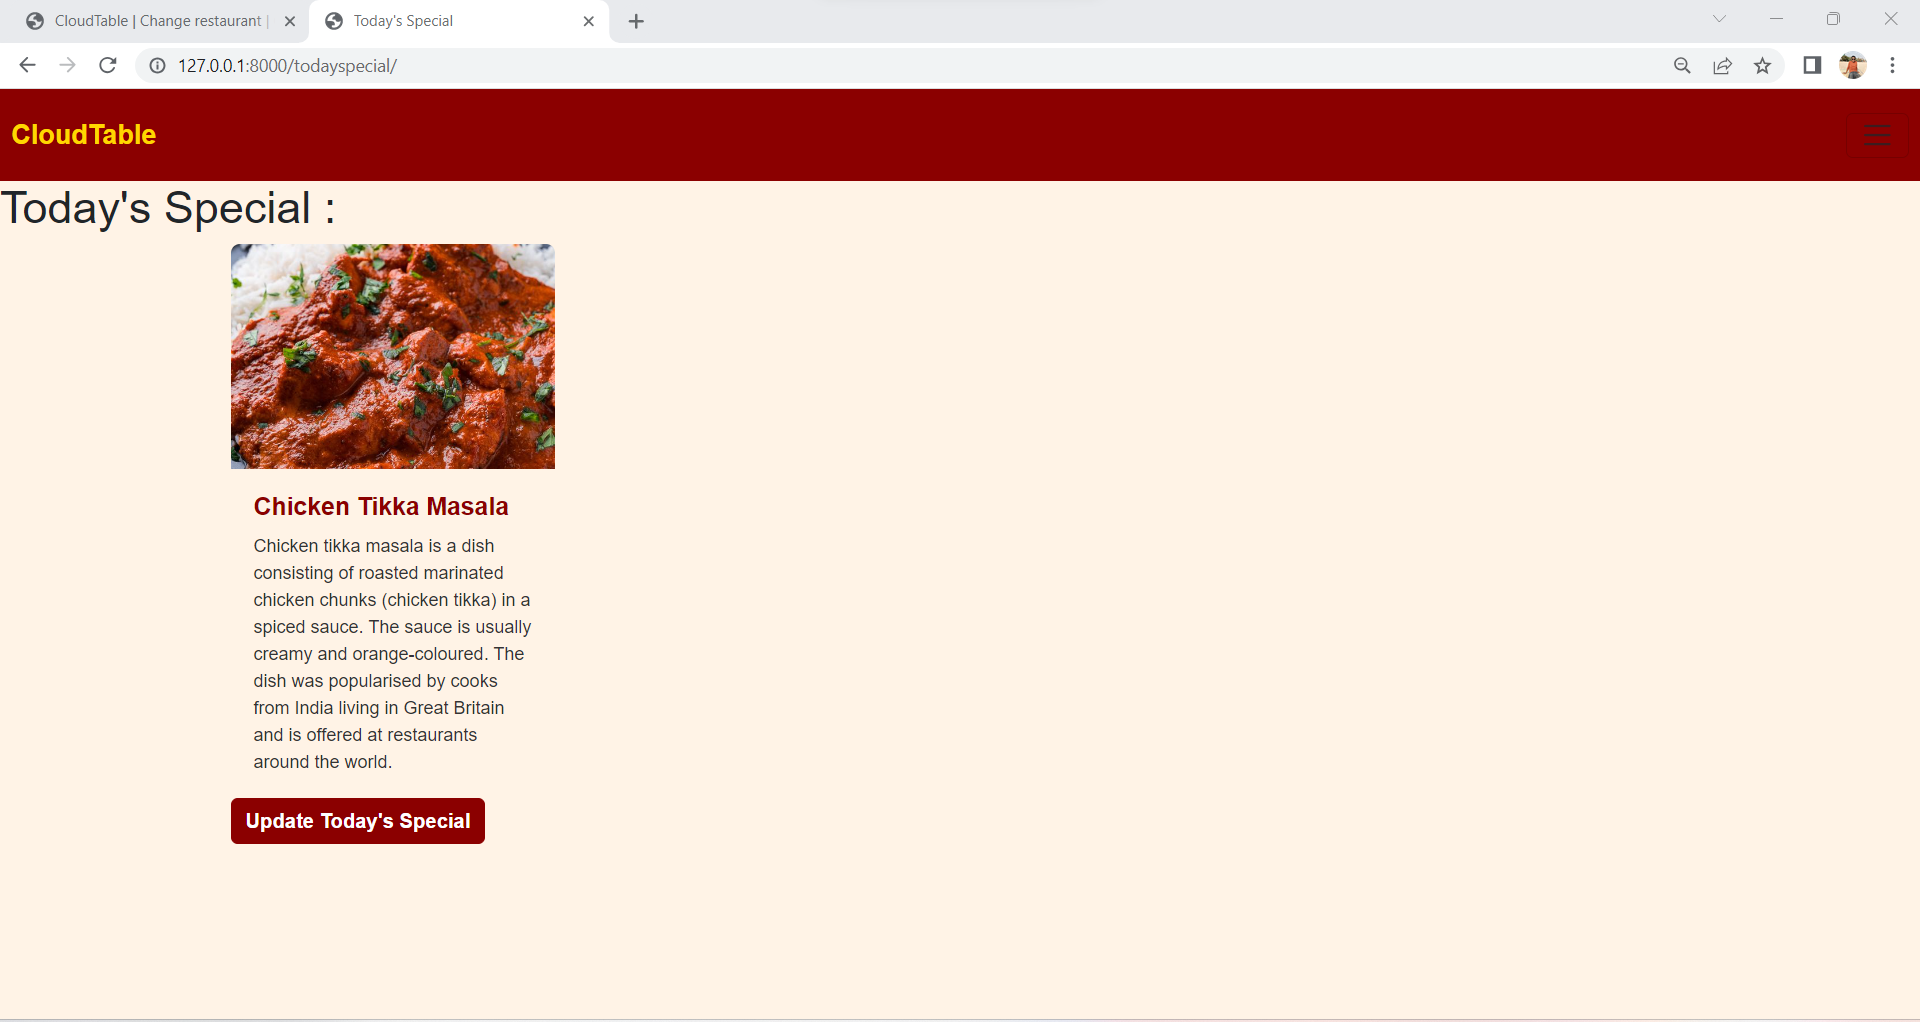 CloudTable | Change restaurant |
Today's Special
127.0.0.1:8000/todayspecial/
CloudTable
Today's Special :
Chicken Tikka Masala
Chicken tikka masala is a dish
consisting of roasted marinated
chicken chunks (chicken tikka) in a
spiced sauce. The sauce is usually
creamy and orange-coloured. The
dish was popularised by cooks
from India living in Great Britain
and is offered at restaurants
around the world.
Update Today's Special